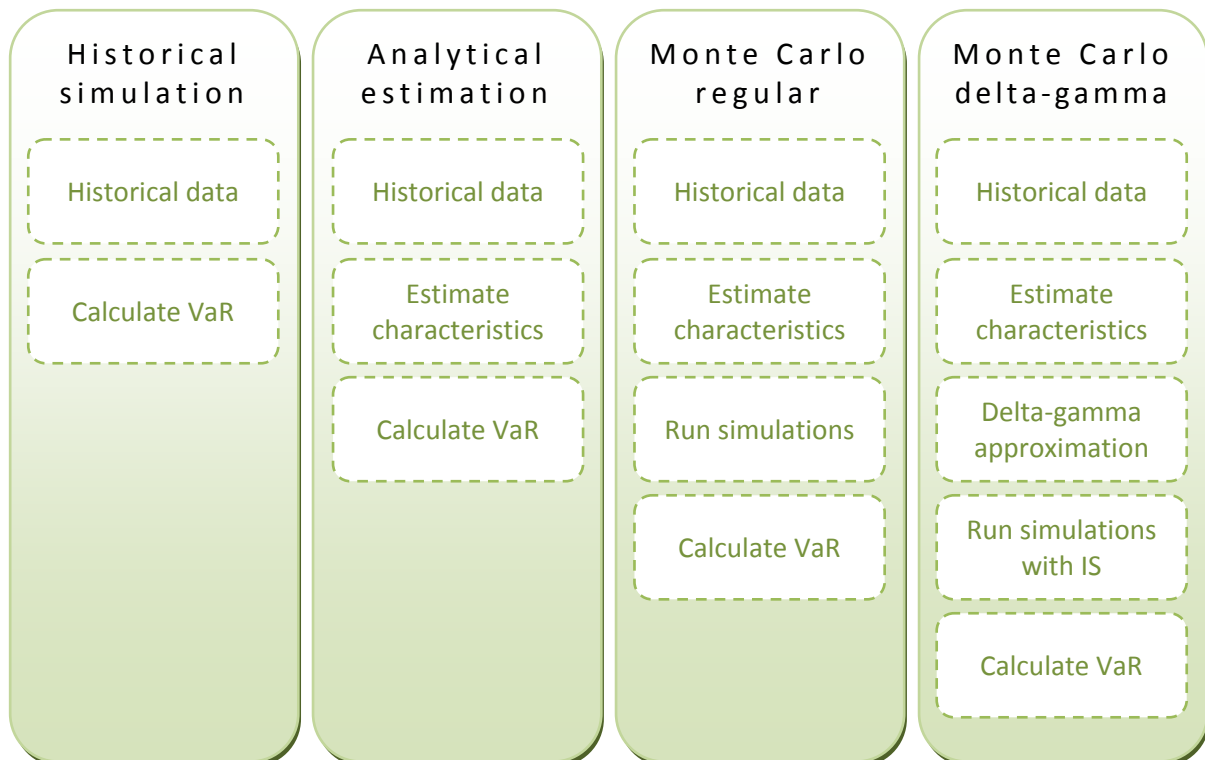 Historical
simulation
Historical data
Calculate VaR
Analytical
estimation
Historical data
Estimate
characteristics
Calculate VaR
Monte Carlo
regular
Historical data
Estimate
characteristics
Run simulations
Calculate VaR
Monte Carlo
delta-gamma
Historical data
Estimate
characteristics
Delta-gamma
approximation
Run simulations
with IS
Calculate VaR